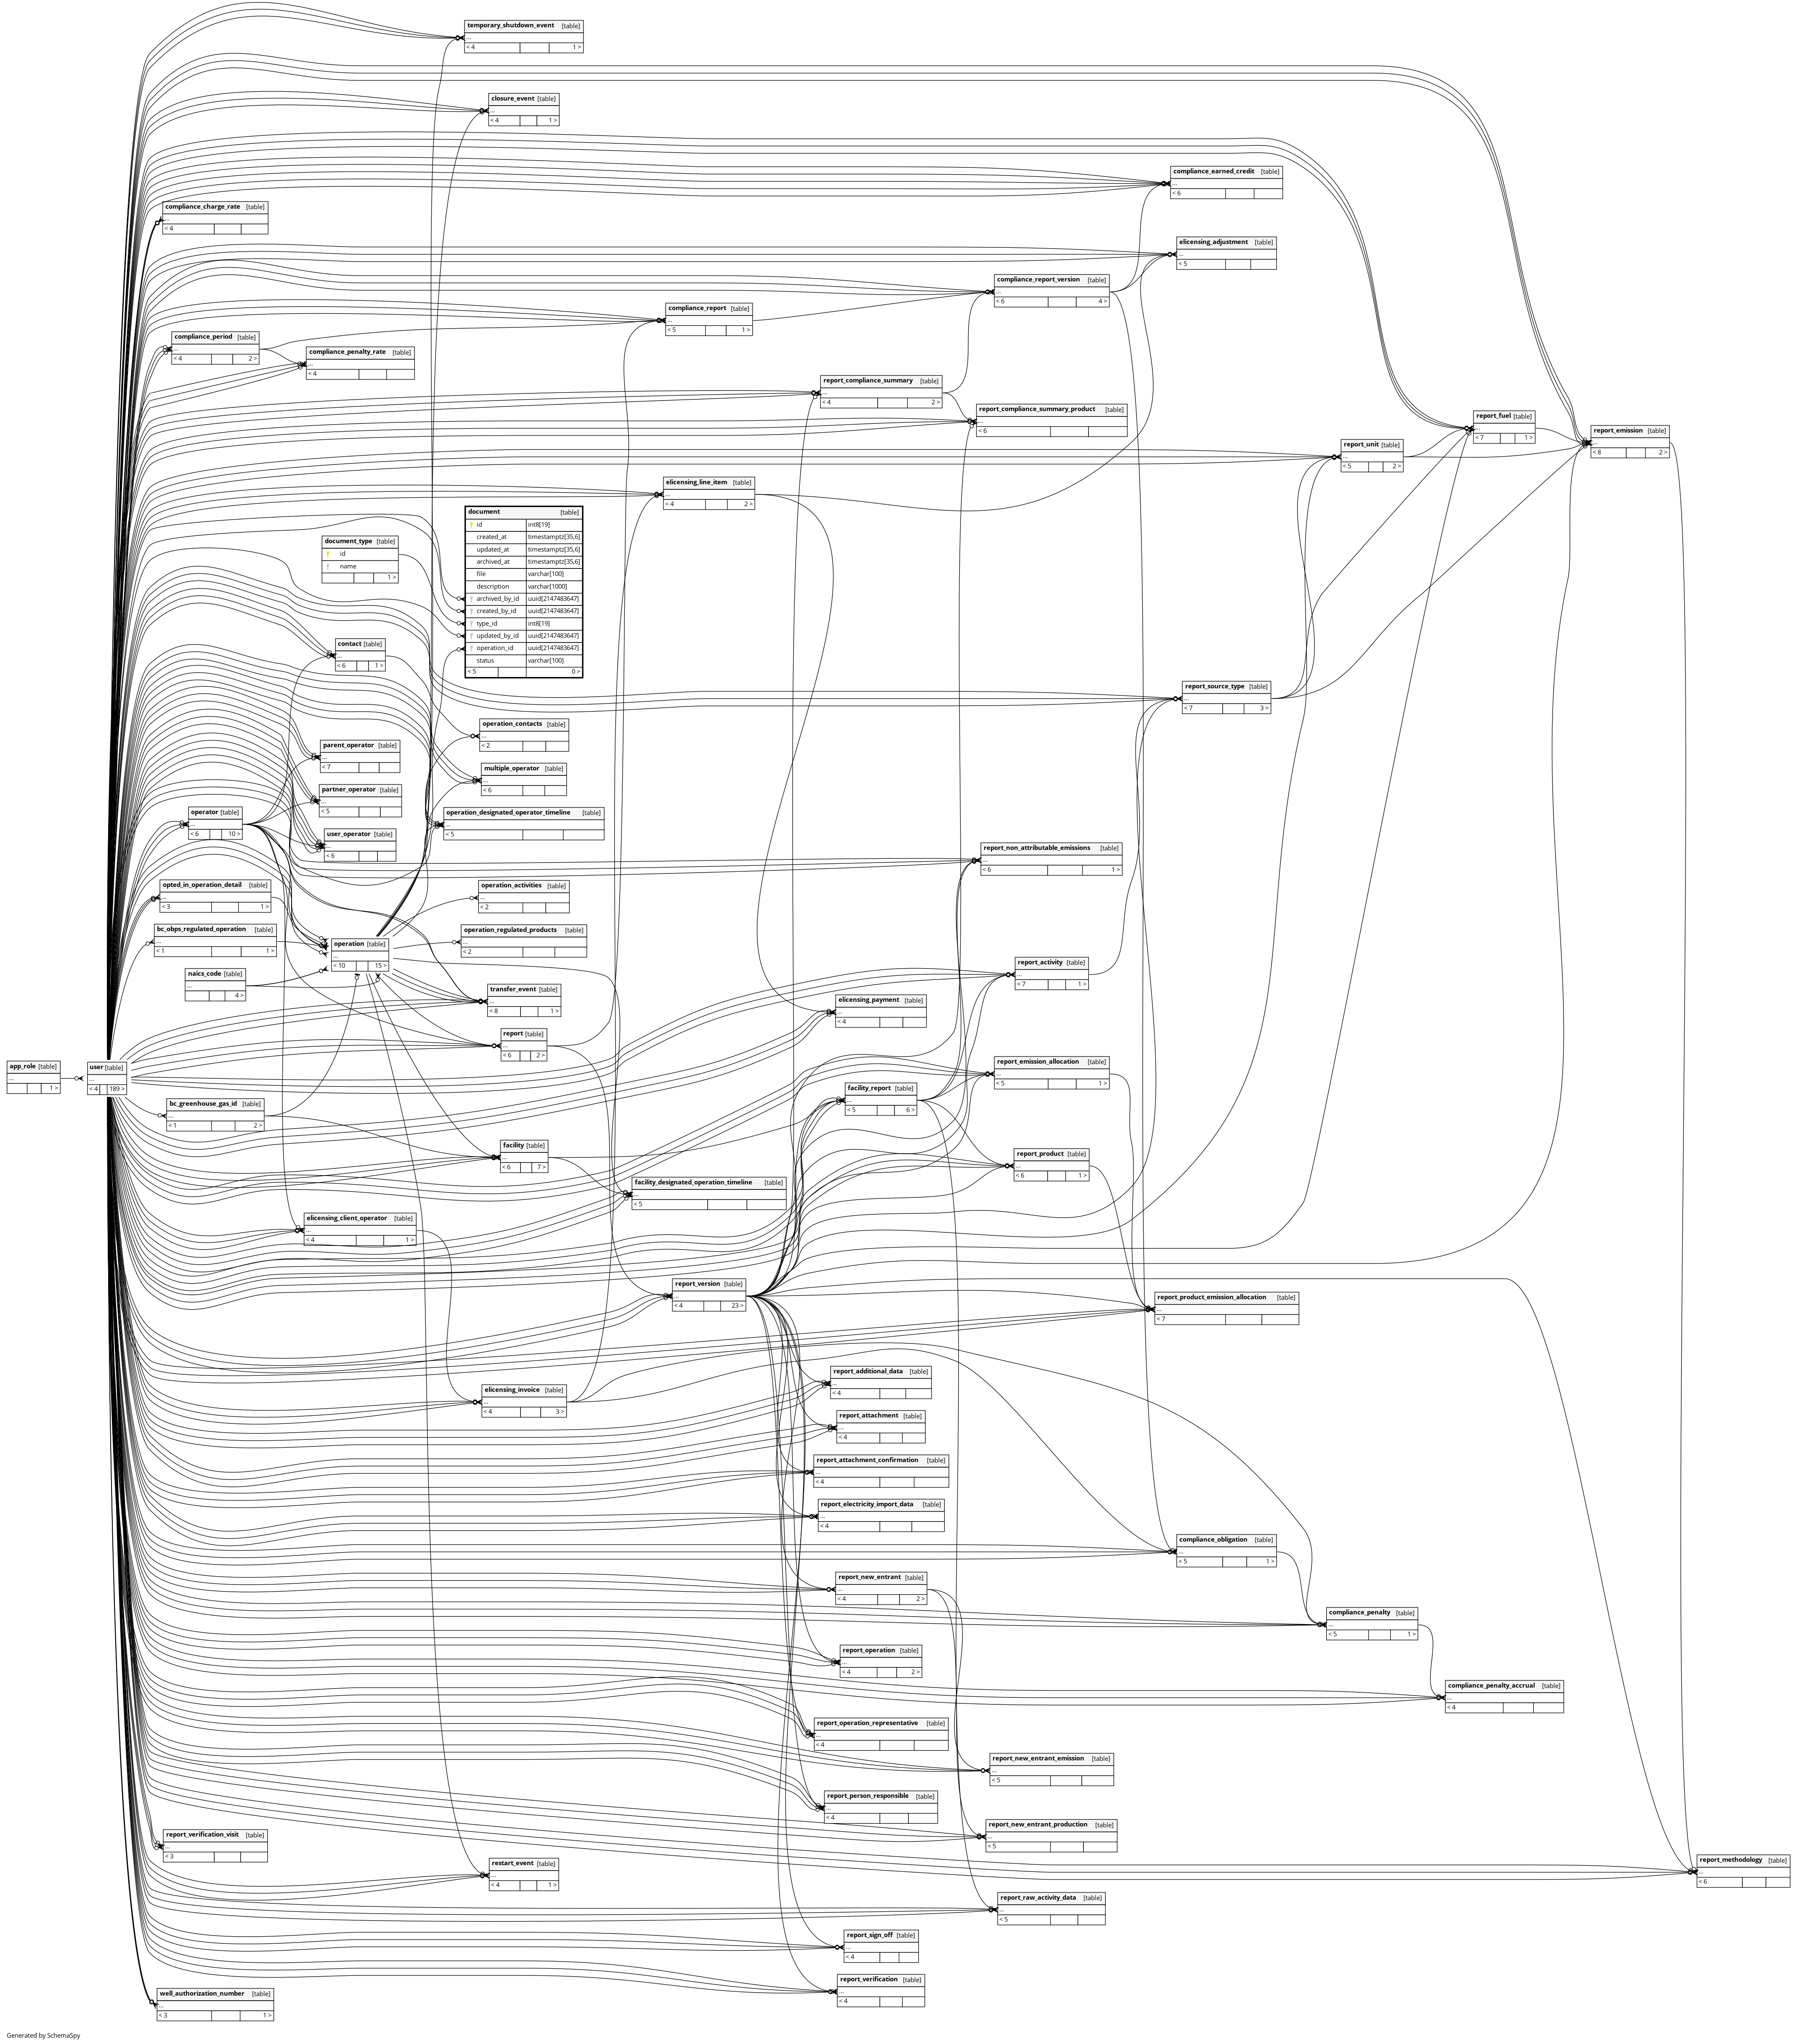 temporary_shutdown_event [table]
...
< 4 1 >
closure_event [table]
...
< 4 1 >
compliance_earned_credit [table]
...
< 6
compliance_charge_rate [table]
...
< 4
elicensing_adjustment [table]
...
< 5
compliance_report_version [table]
...
< 6 4 >
compliance_report [table]
...
< 5 1 >
compliance_period [table]
...
< 4 2 >
compliance_penalty_rate [table]
...
< 4
report_compliance_summary [table]
...
< 4 2 >
report_compliance_summary_product [table]
...
< 6
report_fuel [table]
...
< 7 1 >
report_emission [table]
...
< 8 2 >
report_unit [table]
...
< 5 2 >
elicensing_line_item [table]
...
< 4 2 >
document [table]
id int8[19]
created_at timestamptz[35,6]
updated_at timestamptz[35,6]
archived_at timestamptz[35,6]
file varchar[100]
description varchar[1000]
archived_by_id uuid[2147483647]
created_by_id uuid[2147483647]
type_id int8[19]
updated_by_id uuid[2147483647]
operation_id uuid[2147483647]
status varchar[100]
< 5 0 >
document_type [table]
id
name
1 >
contact [table]
...
< 6 1 >
report_source_type [table]
...
< 7 3 >
operation_contacts [table]
...
< 2
parent_operator [table]
...
< 7
multiple_operator [table]
...
< 6
partner_operator [table]
...
< 5
operator [table]
...
< 6 10 >
operation_designated_operator_timeline [table]
...
< 5
user_operator [table]
...
< 6
report_non_attributable_emissions [table]
...
< 6 1 >
opted_in_operation_detail [table]
...
< 3 1 >
operation_activities [table]
...
< 2
bc_obps_regulated_operation [table]
...
< 1 1 >
operation_regulated_products [table]
...
< 2
operation [table]
...
< 10 15 >
naics_code [table]
...
4 >
report_activity [table]
...
< 7 1 >
transfer_event [table]
...
< 8 1 >
elicensing_payment [table]
...
< 4
report [table]
...
< 6 2 >
app_role [table]
...
1 >
user [table]
...
< 4 189 >
report_emission_allocation [table]
...
< 5 1 >
facility_report [table]
...
< 5 6 >
bc_greenhouse_gas_id [table]
...
< 1 2 >
facility [table]
...
< 6 7 >
report_product [table]
...
< 6 1 >
facility_designated_operation_timeline [table]
...
< 5
elicensing_client_operator [table]
...
< 4 1 >
report_version [table]
...
< 4 23 >
report_product_emission_allocation [table]
...
< 7
report_additional_data [table]
...
< 4
elicensing_invoice [table]
...
< 4 3 >
report_attachment [table]
...
< 4
report_attachment_confirmation [table]
...
< 4
report_electricity_import_data [table]
...
< 4
compliance_obligation [table]
...
< 5 1 >
report_new_entrant [table]
...
< 4 2 >
compliance_penalty [table]
...
< 5 1 >
report_operation [table]
...
< 4 2 >
compliance_penalty_accrual [table]
...
< 4
report_operation_representative [table]
...
< 4
report_new_entrant_emission [table]
...
< 5
report_person_responsible [table]
...
< 4
report_new_entrant_production [table]
...
< 5
report_verification_visit [table]
...
< 3
restart_event [table]
...
< 4 1 >
report_methodology [table]
...
< 6
report_raw_activity_data [table]
...
< 5
report_sign_off [table]
...
< 4
report_verification [table]
...
< 4
well_authorization_number [table]
...
< 3 1 >
Generated by SchemaSpy